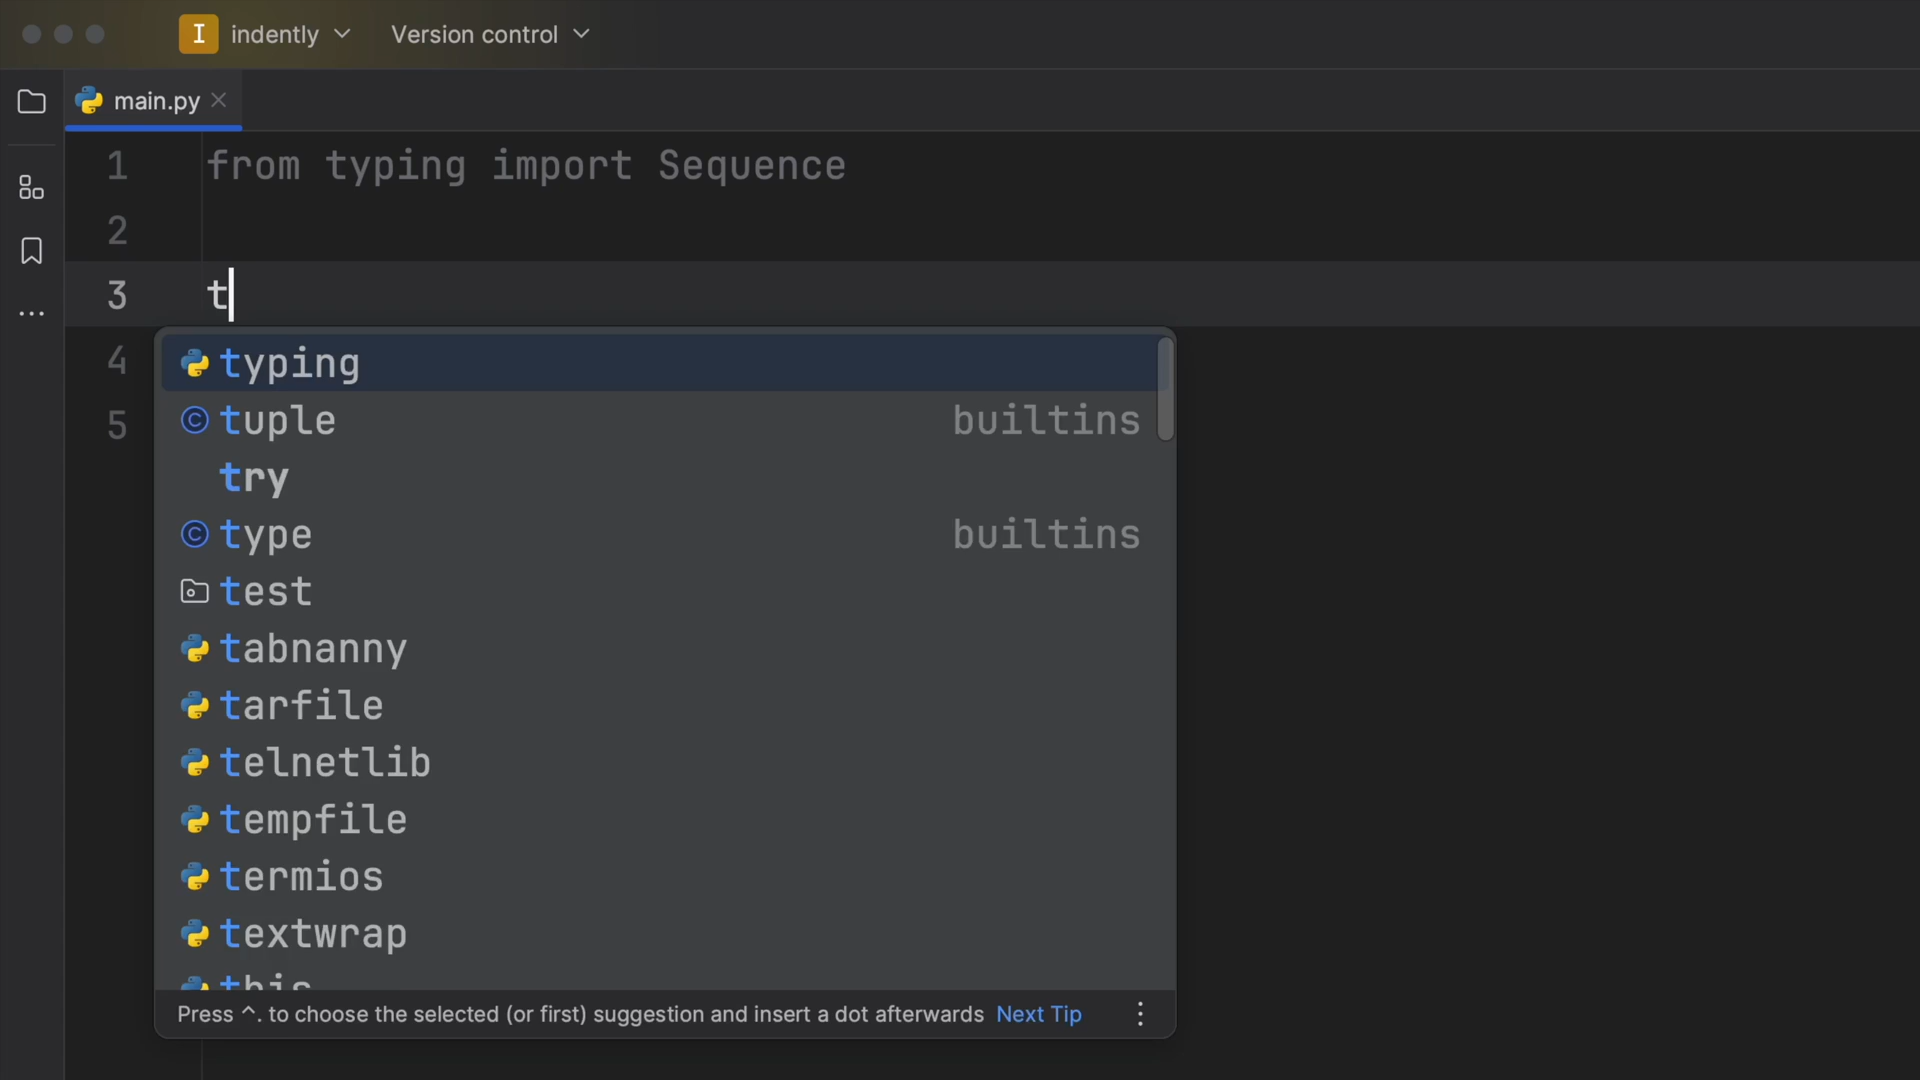 I indently Version control
main.py
1 from typing import Sequence
2
3 t
4
5
typing
tuple builtins
try
type builtins
test
tabnanny
tarfile
telnetlib
tempfile
termios
textwrap
this
Press ^. to choose the selected (or first) suggestion and insert a dot afterwards Next Tip